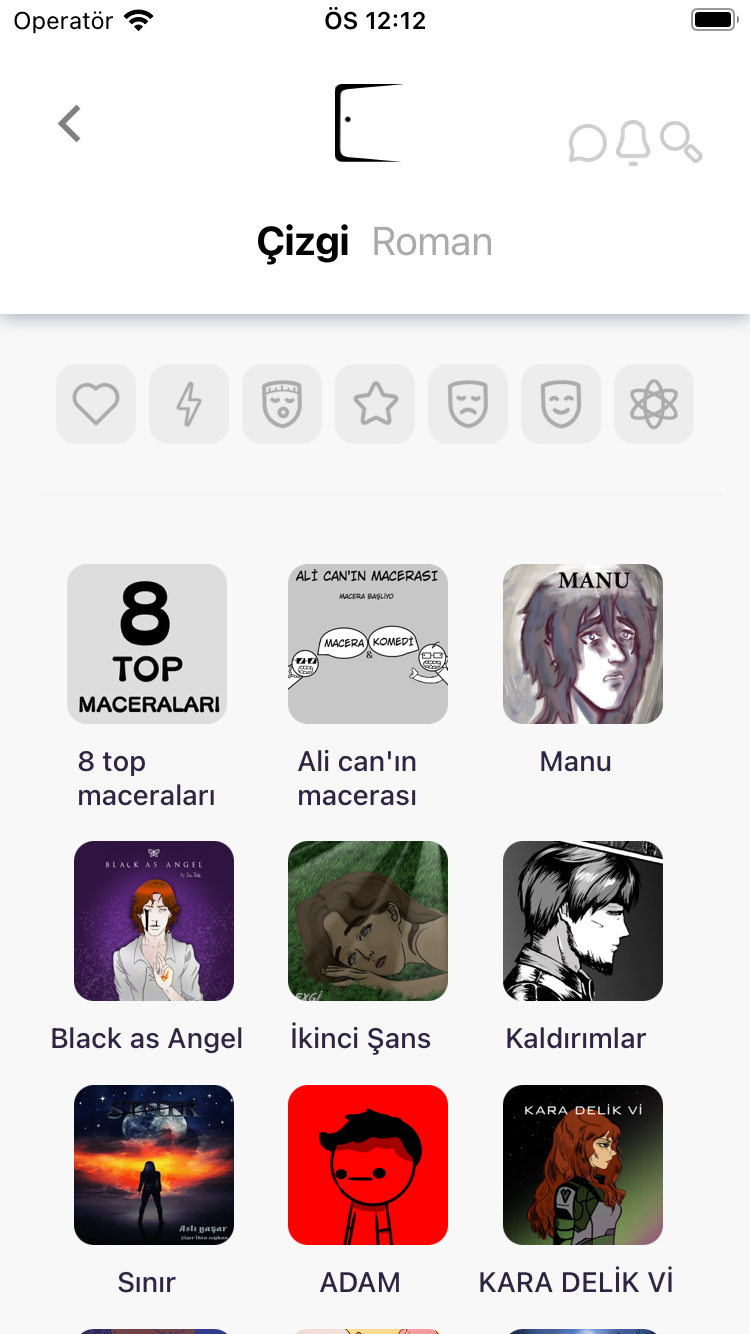 Operatör ÖS 12:12
Çizgi Roman
8
TOP
MACERALARI
ALİ CAN'IN MACERASI
MACERA BAŞLIYO
MACERA
&
KOMEDİ
MANU
8 top
maceraları
Ali can'ın
macerası
Manu
BLACK AS ANGEL
EXGİ
Black as Angel
İkinci Şans
Kaldırımlar
SINIR
Aslı yaşar
KARA DELİK Vİ
Sınır
ADAM
KARA DELİK Vİ